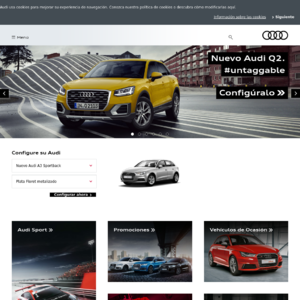 Audi usa cookies para mejorar su experiencia de navegación. Conozca nuestra política de cookies y descubra cómo modificarlas aquí.
Información sobre las cookies
Siguiente
Menú
Nuevo Audi Q2.
#untaggable
Configúralo >
Configure su Audi
Nuevo Audi A3 Sportback
Plata Floret metalizado
Configurar ahora >
Audi Sport >
Promociones >
Vehículos de Ocasión >